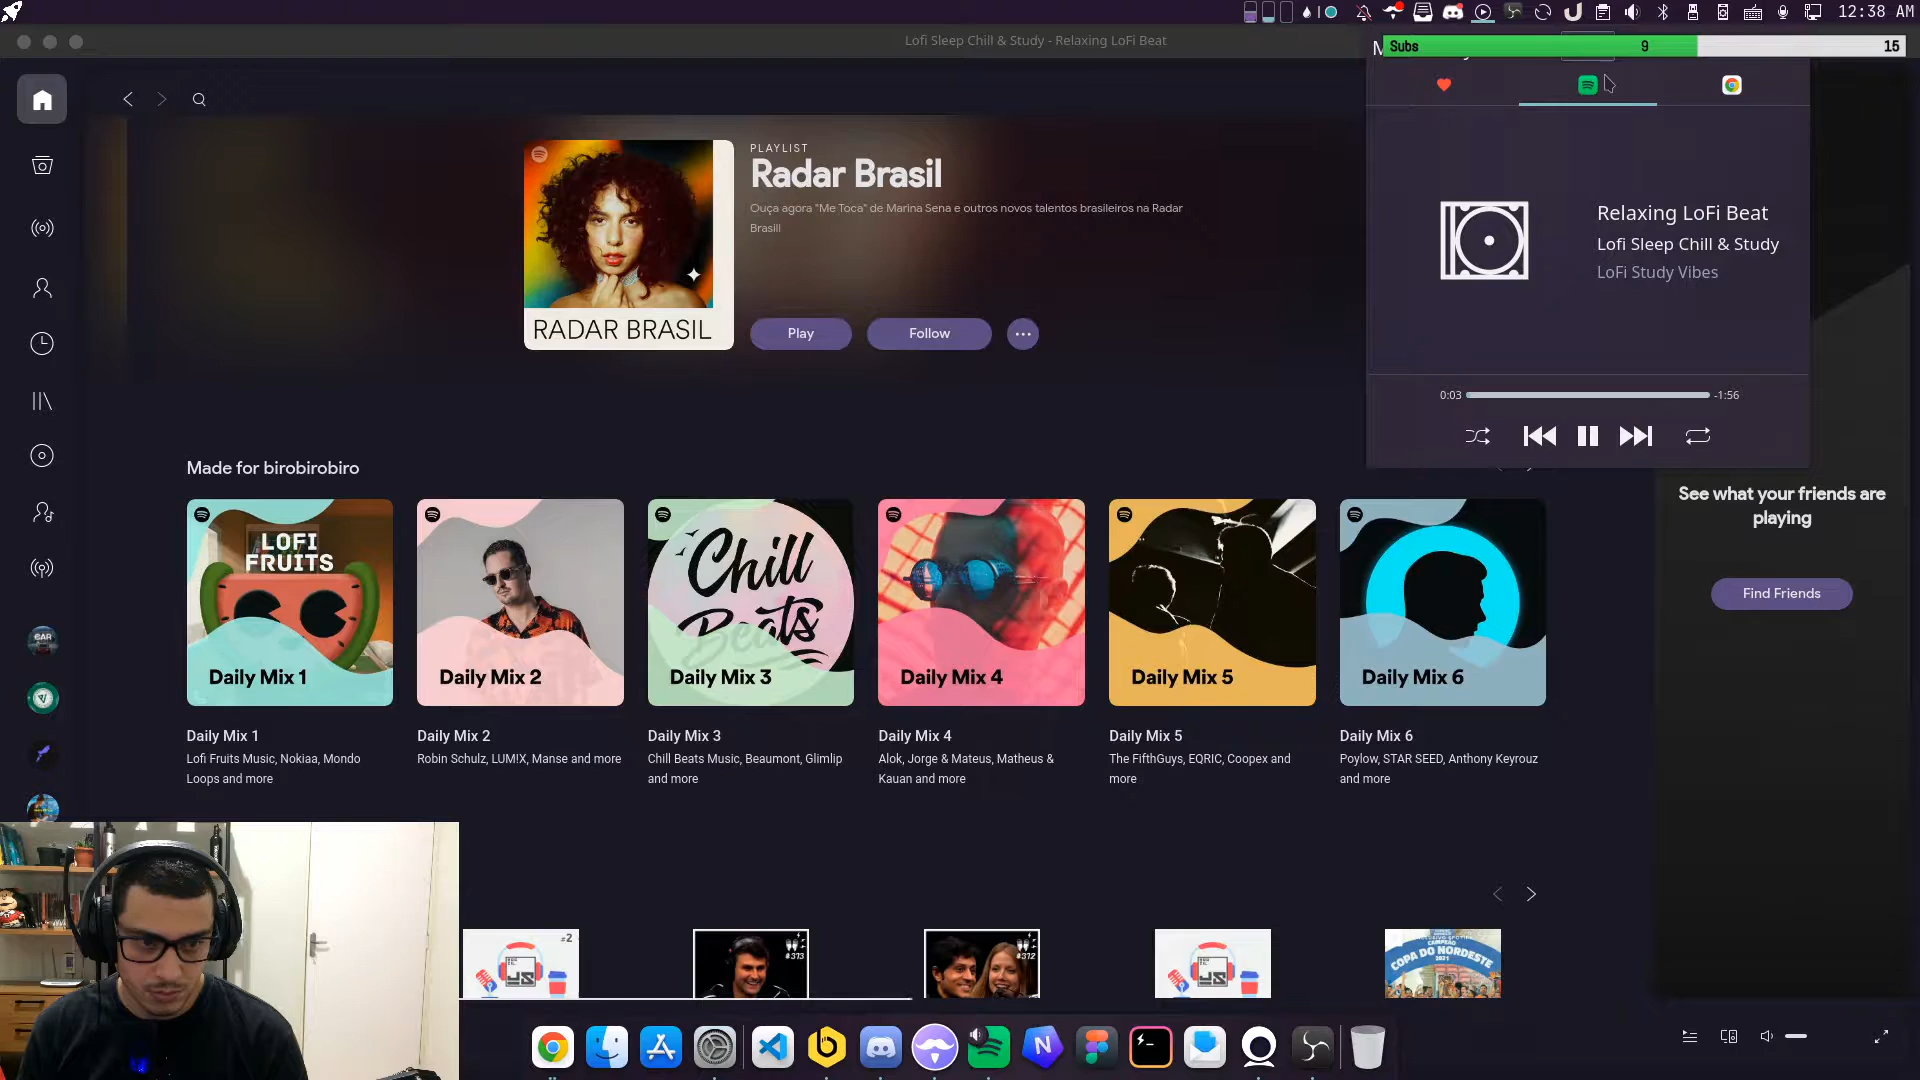 12:38 AM
Lofi Sleep Chill & Study - Relaxing LoFi Beat
Subs 9 15
PLAYLIST
Radar Brasil
Ouça agora "Me Toca" de Marina Sena e outros novos talentos brasileiros na Radar
Brasil!
RADAR BRASIL
Play
Follow
Relaxing LoFi Beat
Lofi Sleep Chill & Study
LoFi Study Vibes
0:03
-1:56
Made for birobirobiro
See what your friends are
playing
Find Friends
LOFI
FRUITS
Daily Mix 1
Daily Mix 2
Chill
Beats
Daily Mix 3
Daily Mix 4
Daily Mix 5
Daily Mix 6
Daily Mix 1
Lofi Fruits Music, Nokiaa, Mondo
Loops and more
Daily Mix 2
Robin Schulz, LUM!X, Manse and more
Daily Mix 3
Chill Beats Music, Beaumont, Glimlip
and more
Daily Mix 4
Alok, Jorge & Mateus, Matheus &
Kauan and more
Daily Mix 5
The FifthGuys, EQRIC, Coopex and
more
Daily Mix 6
Poylow, STAR SEED, Anthony Keyrouz
and more
#2
JS
#373
#372
JS
COPA DO NORDESTE
2021